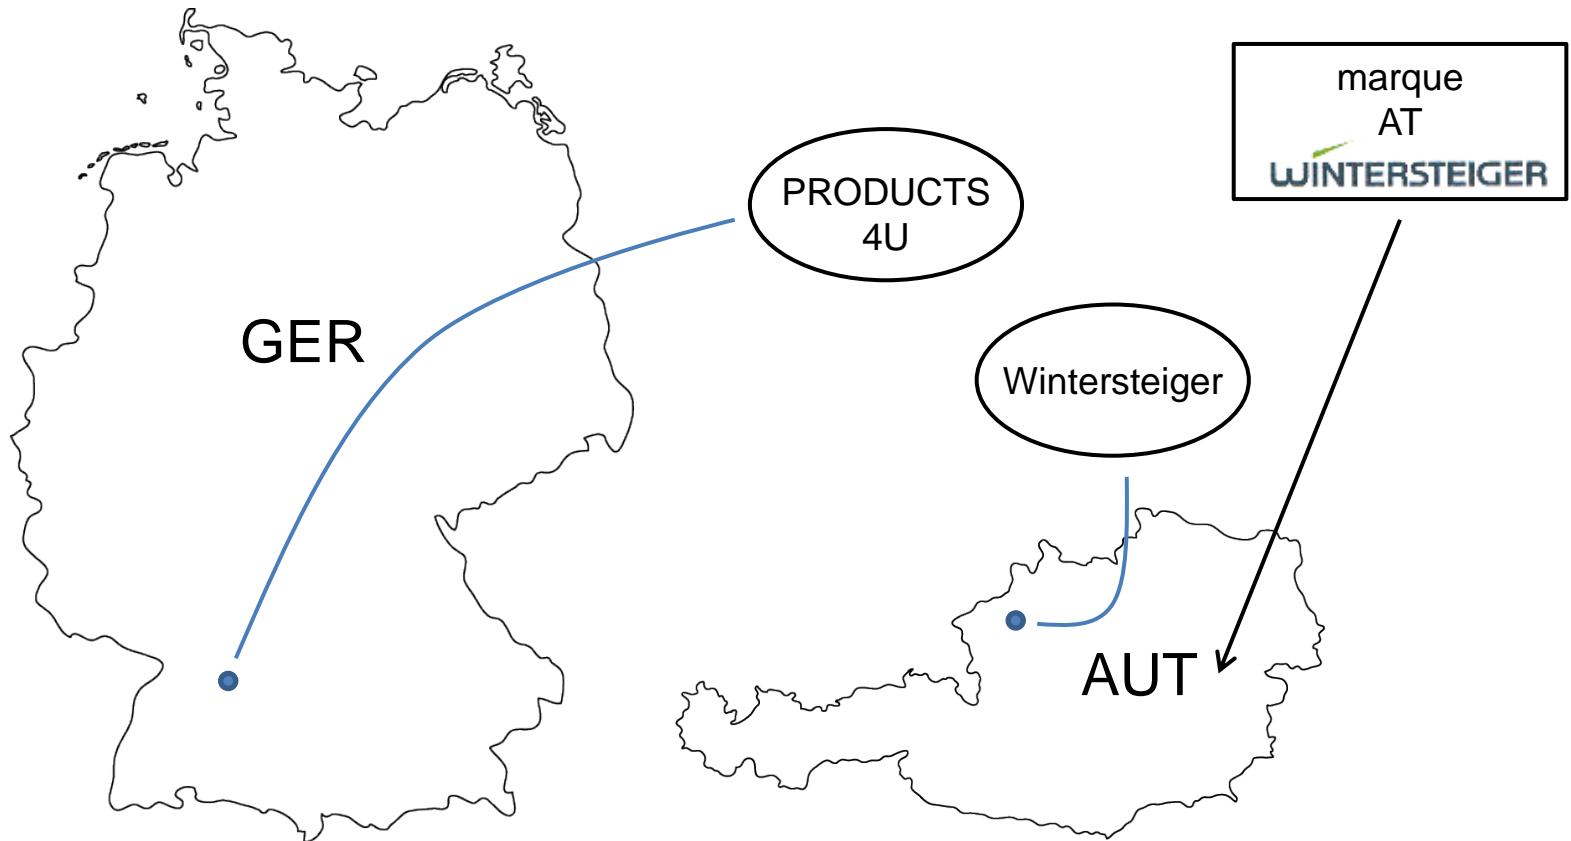 marque
AT
WINTERSTEIGER
PRODUCTS
4U
GER
Wintersteiger
AUT